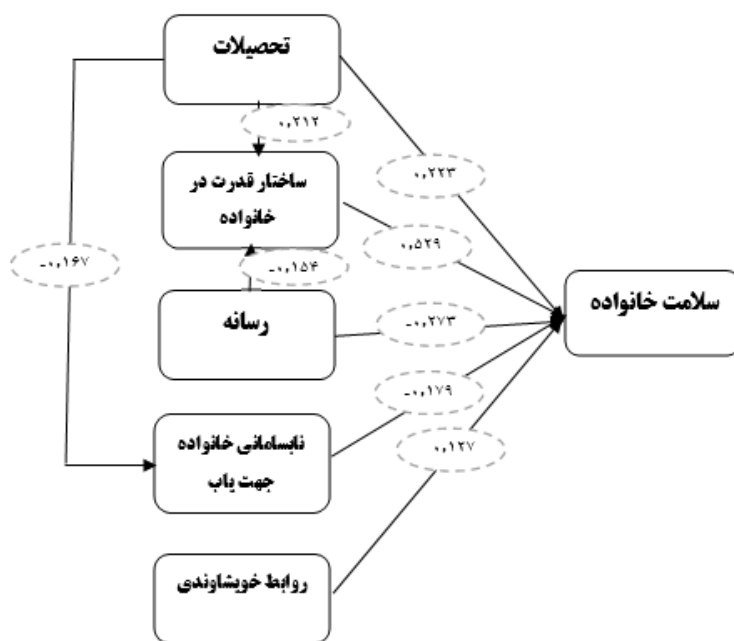 تحصیلات
۰٫۲۱۲
۰٫۲۲۳
ساختار قدرت در
خانواده
۰٫۵۲۹
-۰٫۱۶۷
-۰٫۱۵۴
سلامت خانواده
رسانه
-۰٫۲۷۳
-۰٫۱۷۹
نابسامانی خانواده
جهت یاب
۰٫۱۲۷
روابط خویشاوندی